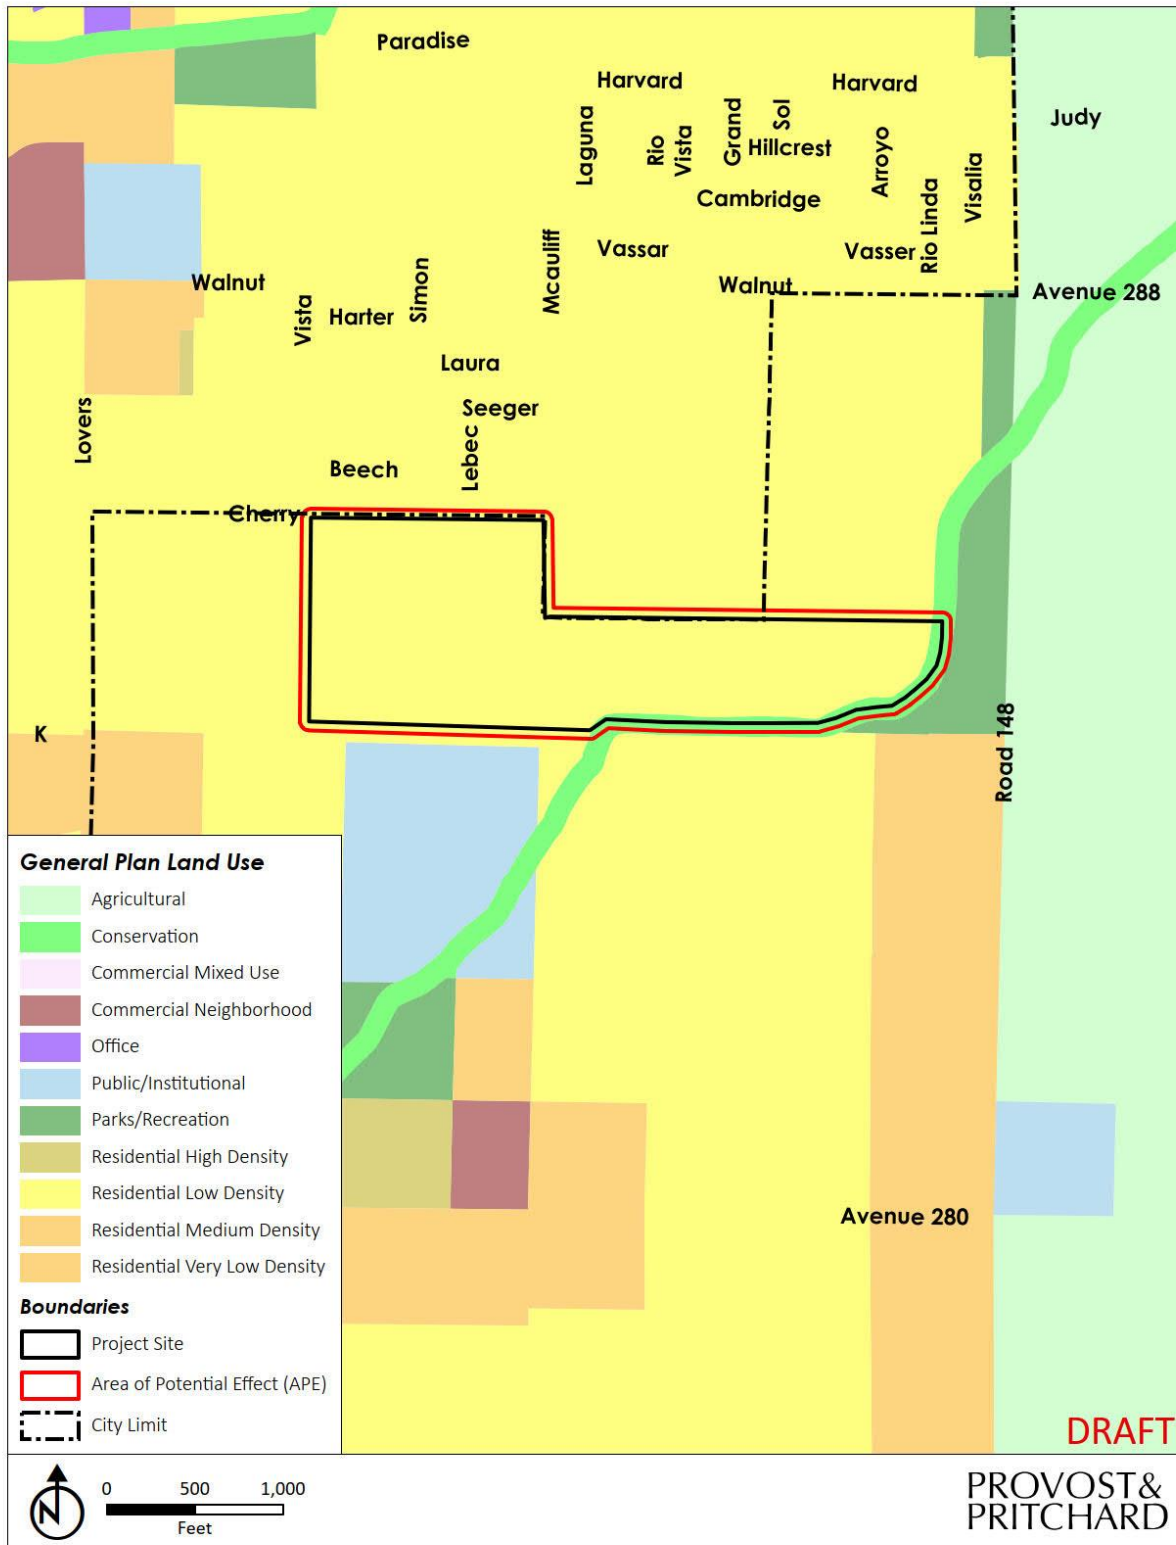 Paradise
Harvard
Harvard
Judy
Laguna
Rio
Vista
Grand
Sol
Hillcrest
Arroyo
Rio Linda
Visalia
Cambridge
Vassar
Vasser
Mcauliff
Simon
Walnut
Walnut
Avenue 288
Vista
Harter
Laura
Seeger
Lovers
Lebec
Beech
Cherry
K
Road 148
Avenue 280
General Plan Land Use
Agricultural
Conservation
Commercial Mixed Use
Commercial Neighborhood
Office
Public/Institutional
Parks/Recreation
Residential High Density
Residential Low Density
Residential Medium Density
Residential Very Low Density
Boundaries
Project Site
Area of Potential Effect (APE)
City Limit
DRAFT
N
0 500 1,000
Feet
PROVOST&
PRITCHARD